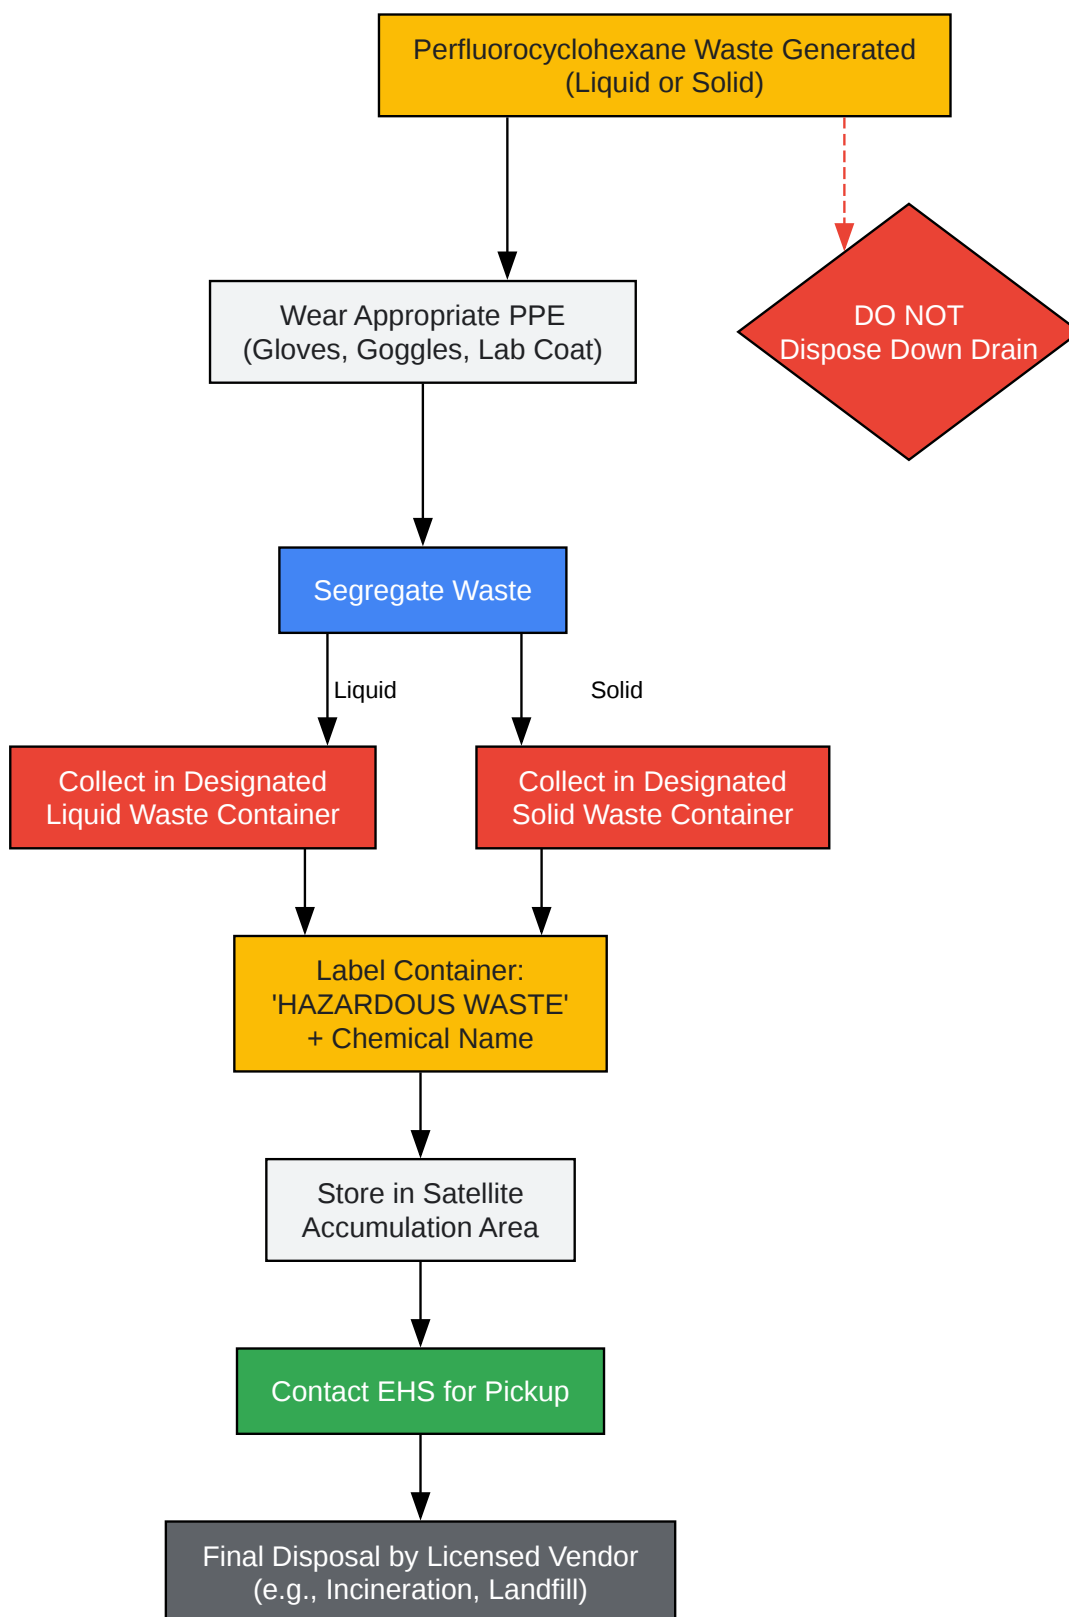 Perfluorocyclohexane Waste Generated
(Liquid or Solid)
Wear Appropriate PPE
(Gloves, Goggles, Lab Coat)
DO NOT
Dispose Down Drain
Segregate Waste
Liquid
Solid
Collect in Designated
Liquid Waste Container
Collect in Designated
Solid Waste Container
Label Container:
'HAZARDOUS WASTE'
+ Chemical Name
Store in Satellite
Accumulation Area
Contact EHS for Pickup
Final Disposal by Licensed Vendor
(e.g., Incineration, Landfill)